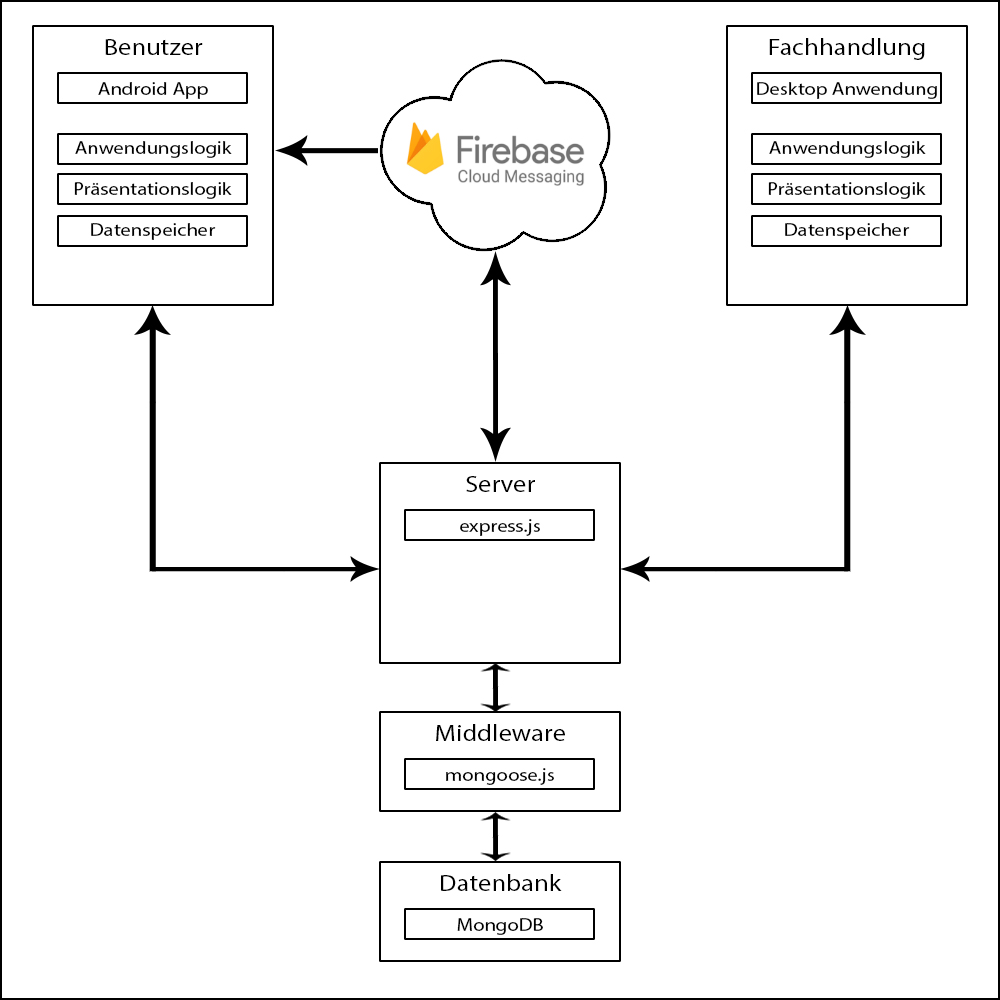 Benutzer
Android App
Anwendungslogik
Präsentationslogik
Datenspeicher
Firebase
Cloud Messaging
Fachhandlung
Desktop Anwendung
Anwendungslogik
Präsentationslogik
Datenspeicher
Server
express.js
Middleware
mongoose.js
Datenbank
MongoDB